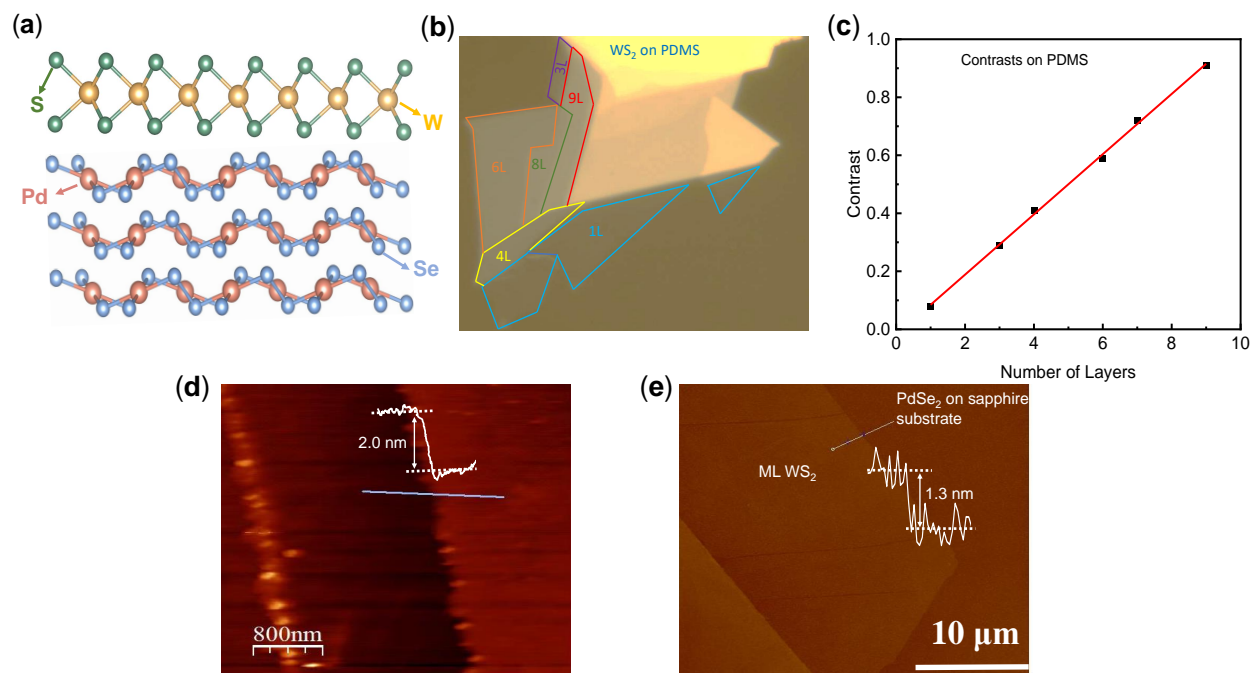 (a)
S
W
Pd
Se
(b)
WS₂ on PDMS
3L
9L
6L
8L
1L
4L
(c)
Contrasts on PDMS
Contrast
1.0
0.8
0.6
0.4
0.2
0.0
0 2 4 6 8 10
Number of Layers
(d)
2.0 nm
800nm
(e)
PdSe₂ on sapphire
substrate
ML WS₂
1.3 nm
10 μm